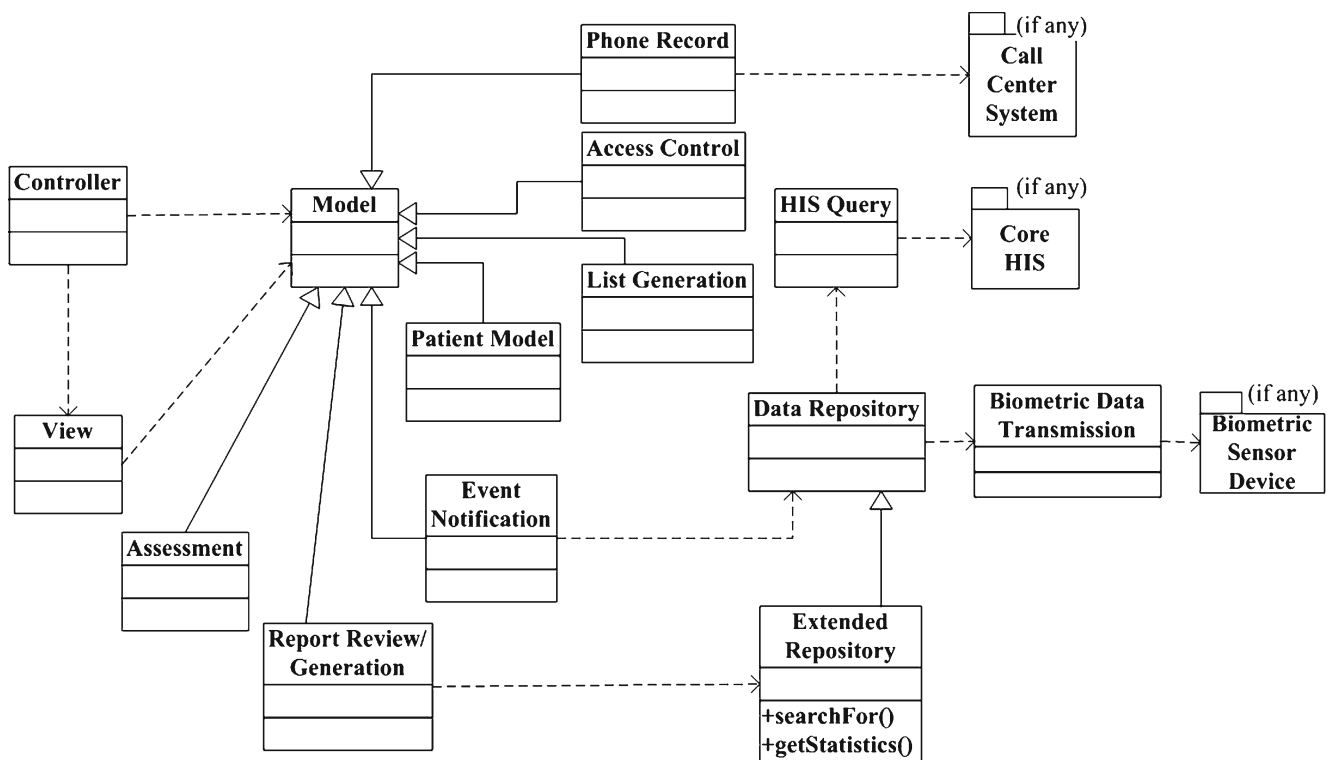 Phone Record
(if any)
Call
Center
System
Access Control
Controller
Model
HIS Query
(if any)
Core
HIS
List Generation
Patient Model
View
Data Repository
Biometric Data
Transmission
(if any)
Biometric
Sensor
Device
Event
Notification
Assessment
Report Review/
Generation
Extended
Repository
+searchFor()
+getStatistics()